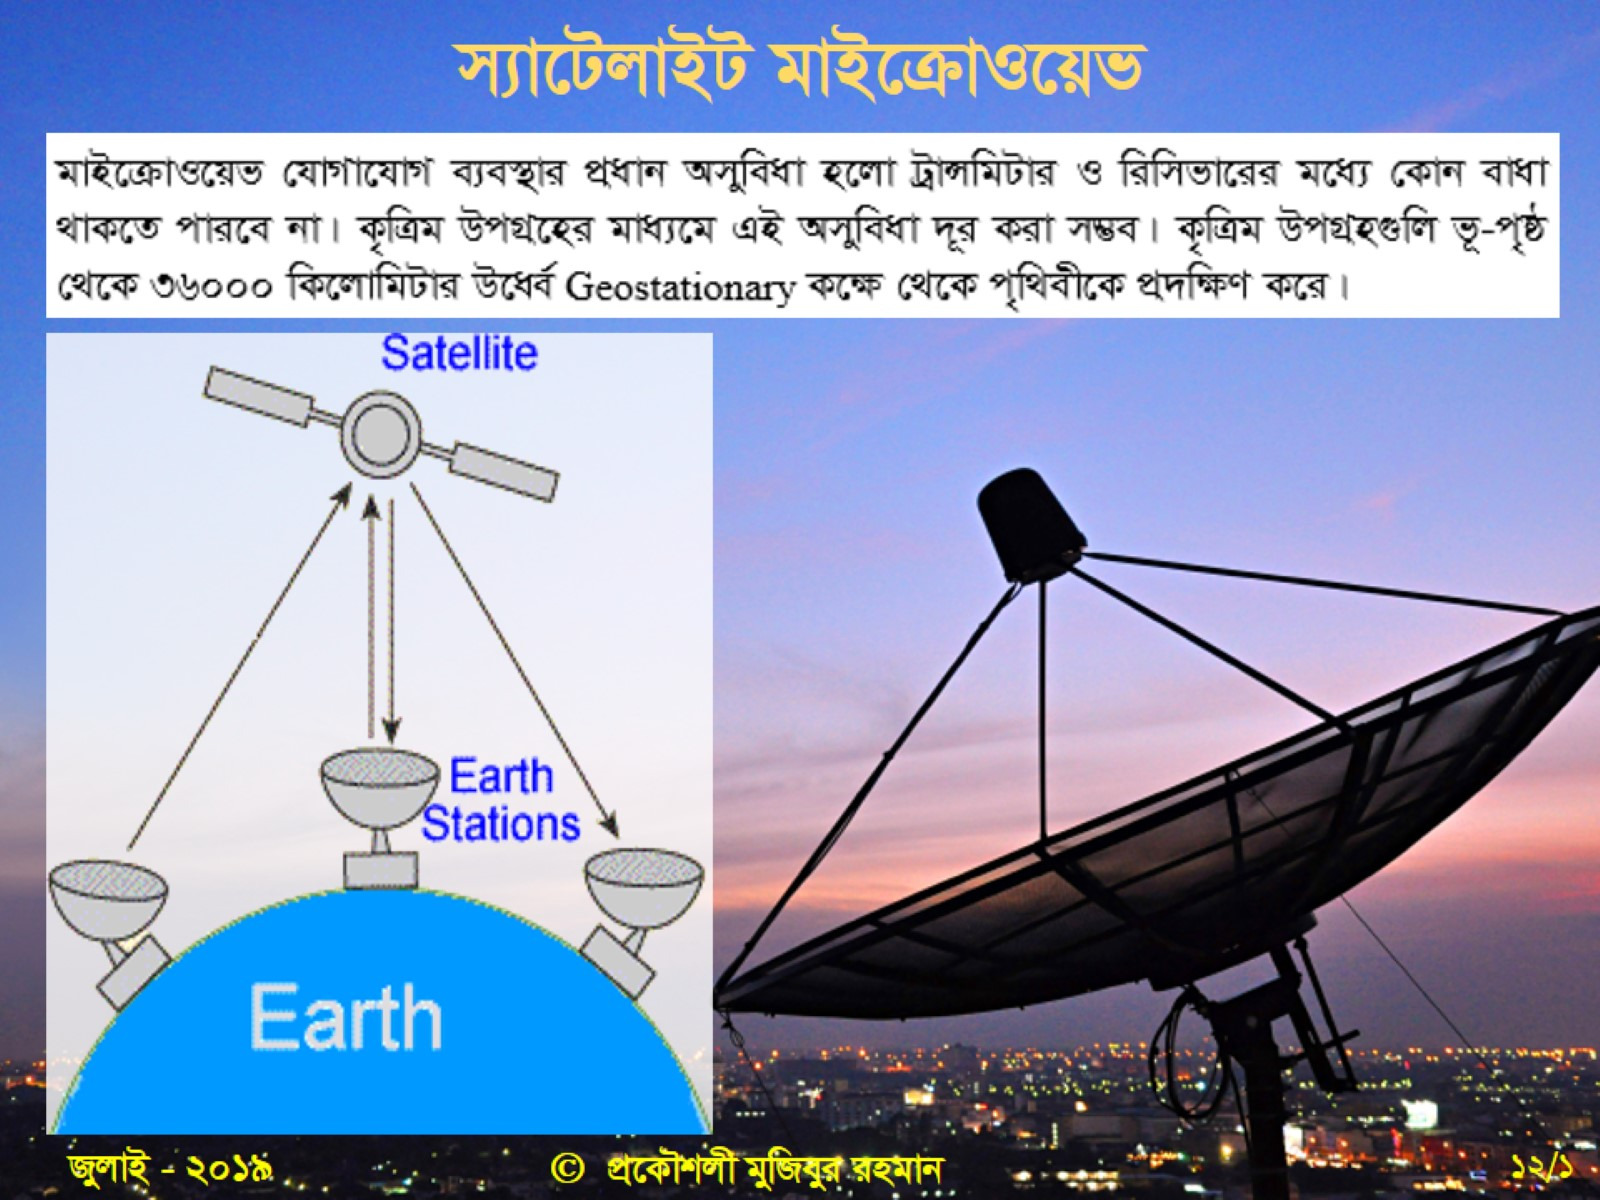 স্যাটেলাইট মাইক্রোওয়েভ
মাইক্রোওয়েভ যোগাযোগ ব্যবস্থার প্রধান অসুবিধা হলো ট্রান্সমিটার ও রিসিভারের মধ্যে কোন বাধা
থাকতে পারবে না। কৃত্রিম উপগ্রহের মাধ্যমে এই অসুবিধা দূর করা সম্ভব। কৃত্রিম উপগ্রহগুলি ভূ-পৃষ্ঠ
থেকে ৩৬০০০ কিলোমিটার উর্ধ্বে Geostationary কক্ষে থেকে পৃথিবীকে প্রদক্ষিণ করে।
Satellite
Earth
Stations
Earth
জুলাই - ২০১৯
© প্রকৌশলী মুজিবুর রহমান
১২/১